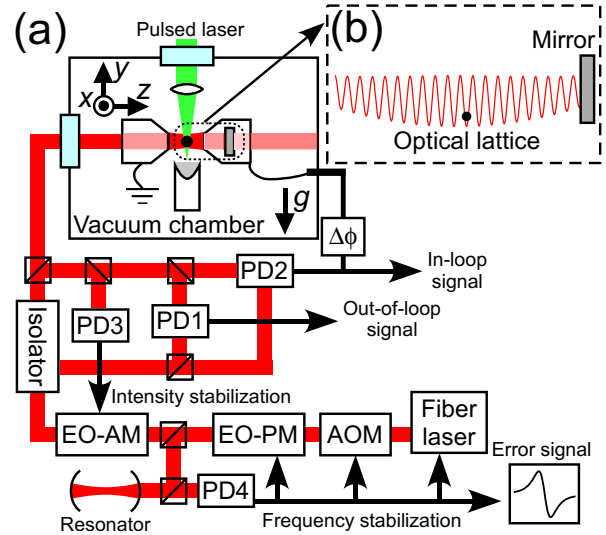 (a)
Pulsed laser
(b)
Mirror
y
x
z
Optical lattice
g
Vacuum chamber
Δϕ
PD2
In-loop
signal
PD3
PD1
Out-of-loop
signal
Isolator
Intensity stabilization
EO-AM
EO-PM
AOM
Fiber
laser
Error signal
PD4
Resonator
Frequency stabilization